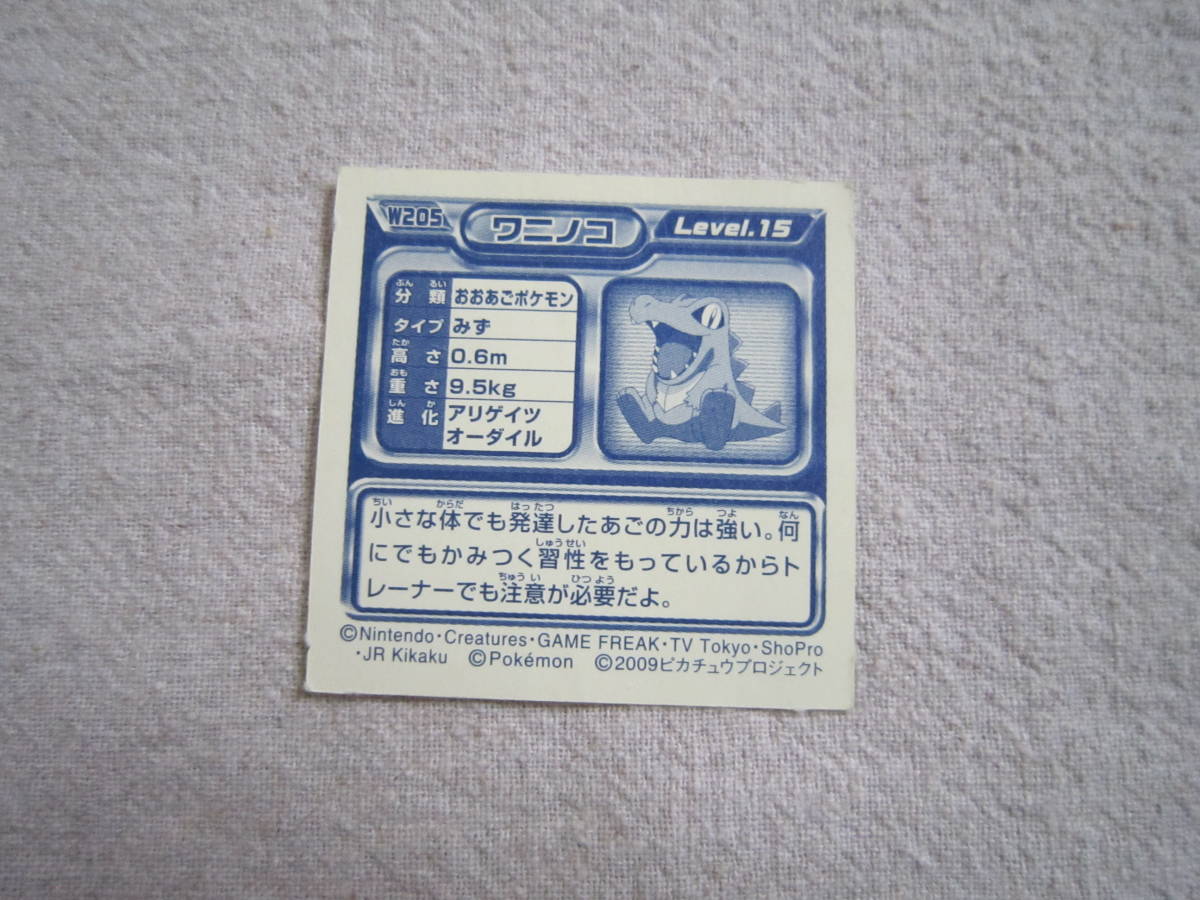 W205 ワニノコ Level.15
ぶん るい
分類 おおあごポケモン
タイプ みず
たか
高さ 0.6m
おも
重さ 9.5kg
しん か
進化 アリゲイツ
オーダイル
ちい からだ はったつ ちから つよ なん
小さな体でも発達したあごの力は強い。何
しゅうせい
にでもかみつく習性をもっているからト
ちゅうい ひつよう
レーナーでも注意が必要だよ。
©Nintendo・Creatures・GAME FREAK・TV Tokyo・ShoPro
・JR Kikaku ©Pokémon ©2009ピカチュウプロジェクト